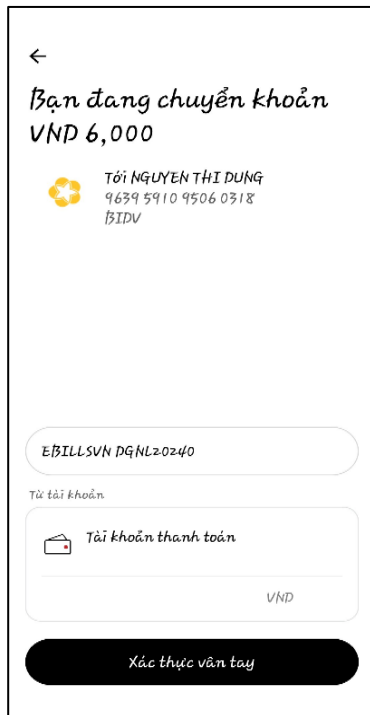 Bạn đang chuyển khoản
VND 6,000
Tới NGUYEN THI DUNG
9639 5910 9506 0318
BIDV
EBILLSVN DGNL20240
Từ tài khoản
Tài khoản thanh toán
VND
Xác thực vân tay